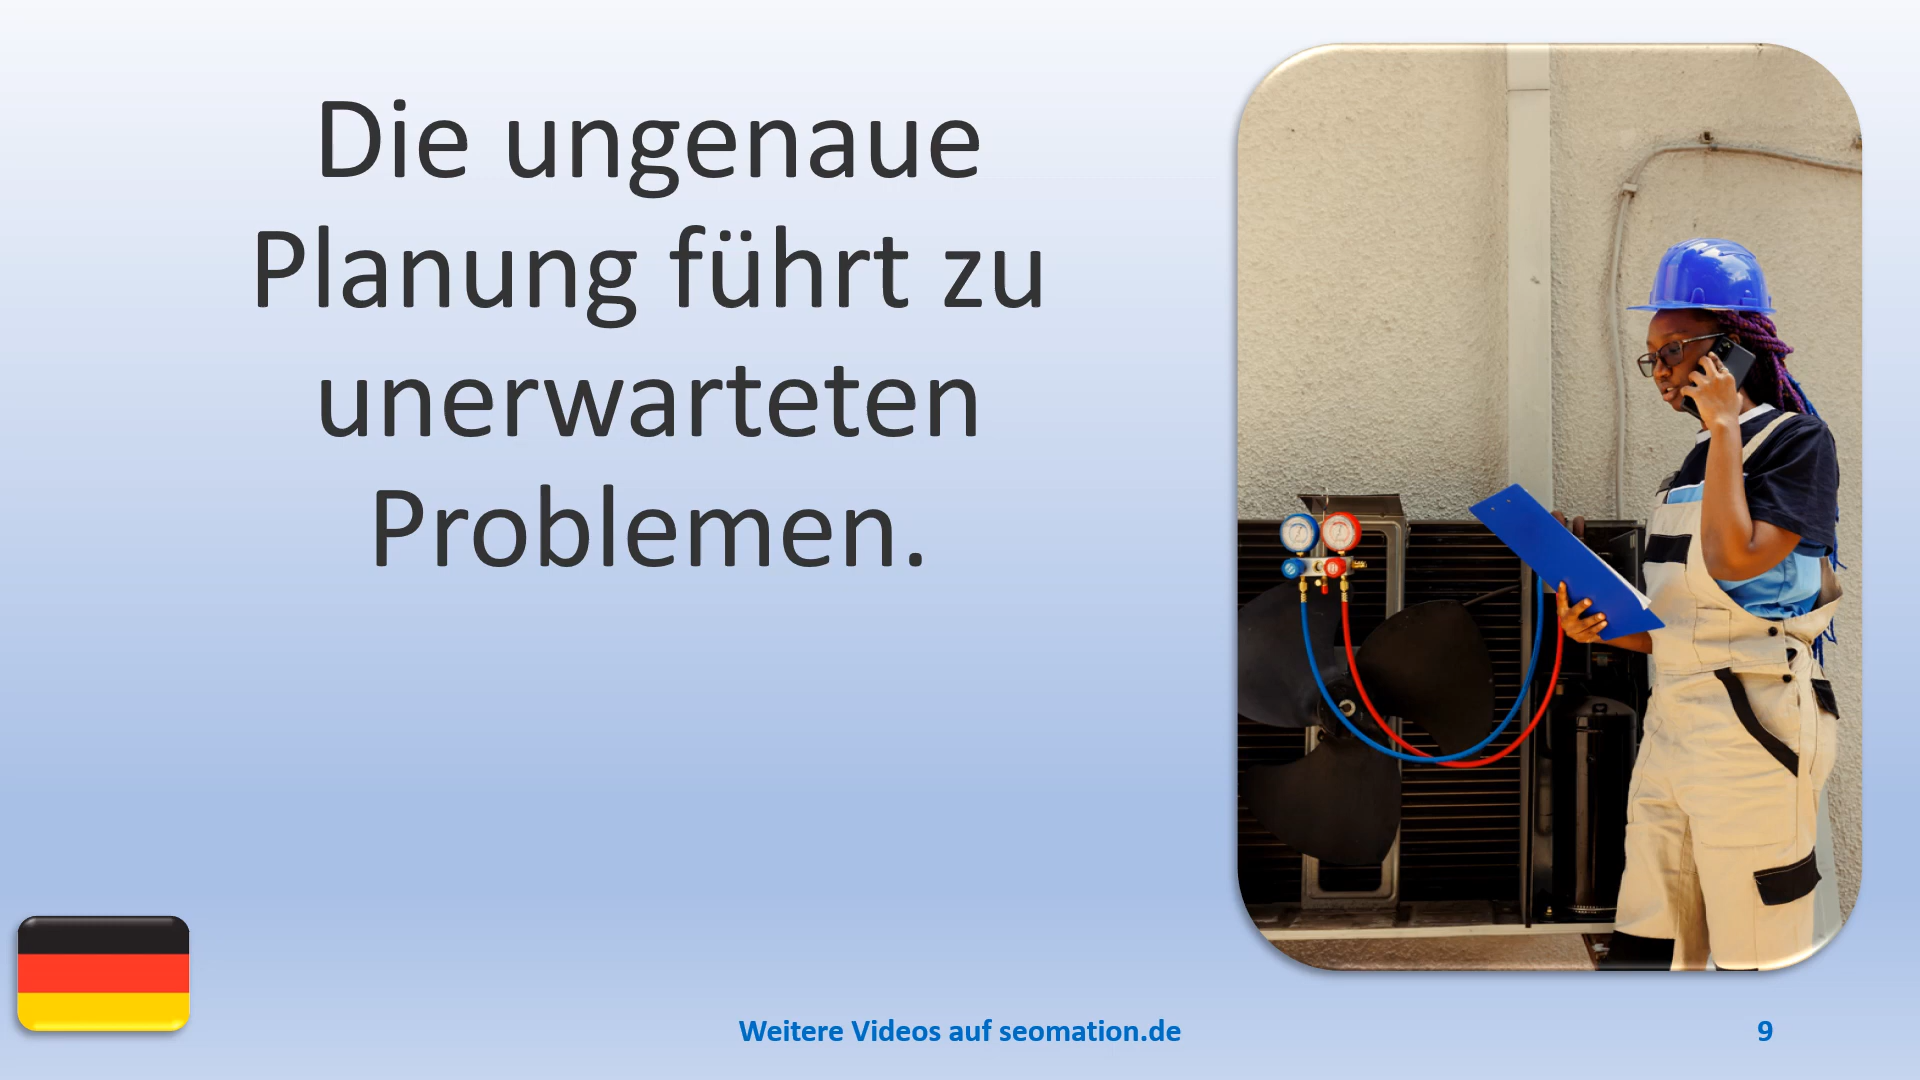 Die ungenaue
Planung führt zu
unerwarteten
Problemen.
Weitere Videos auf seomation.de
9